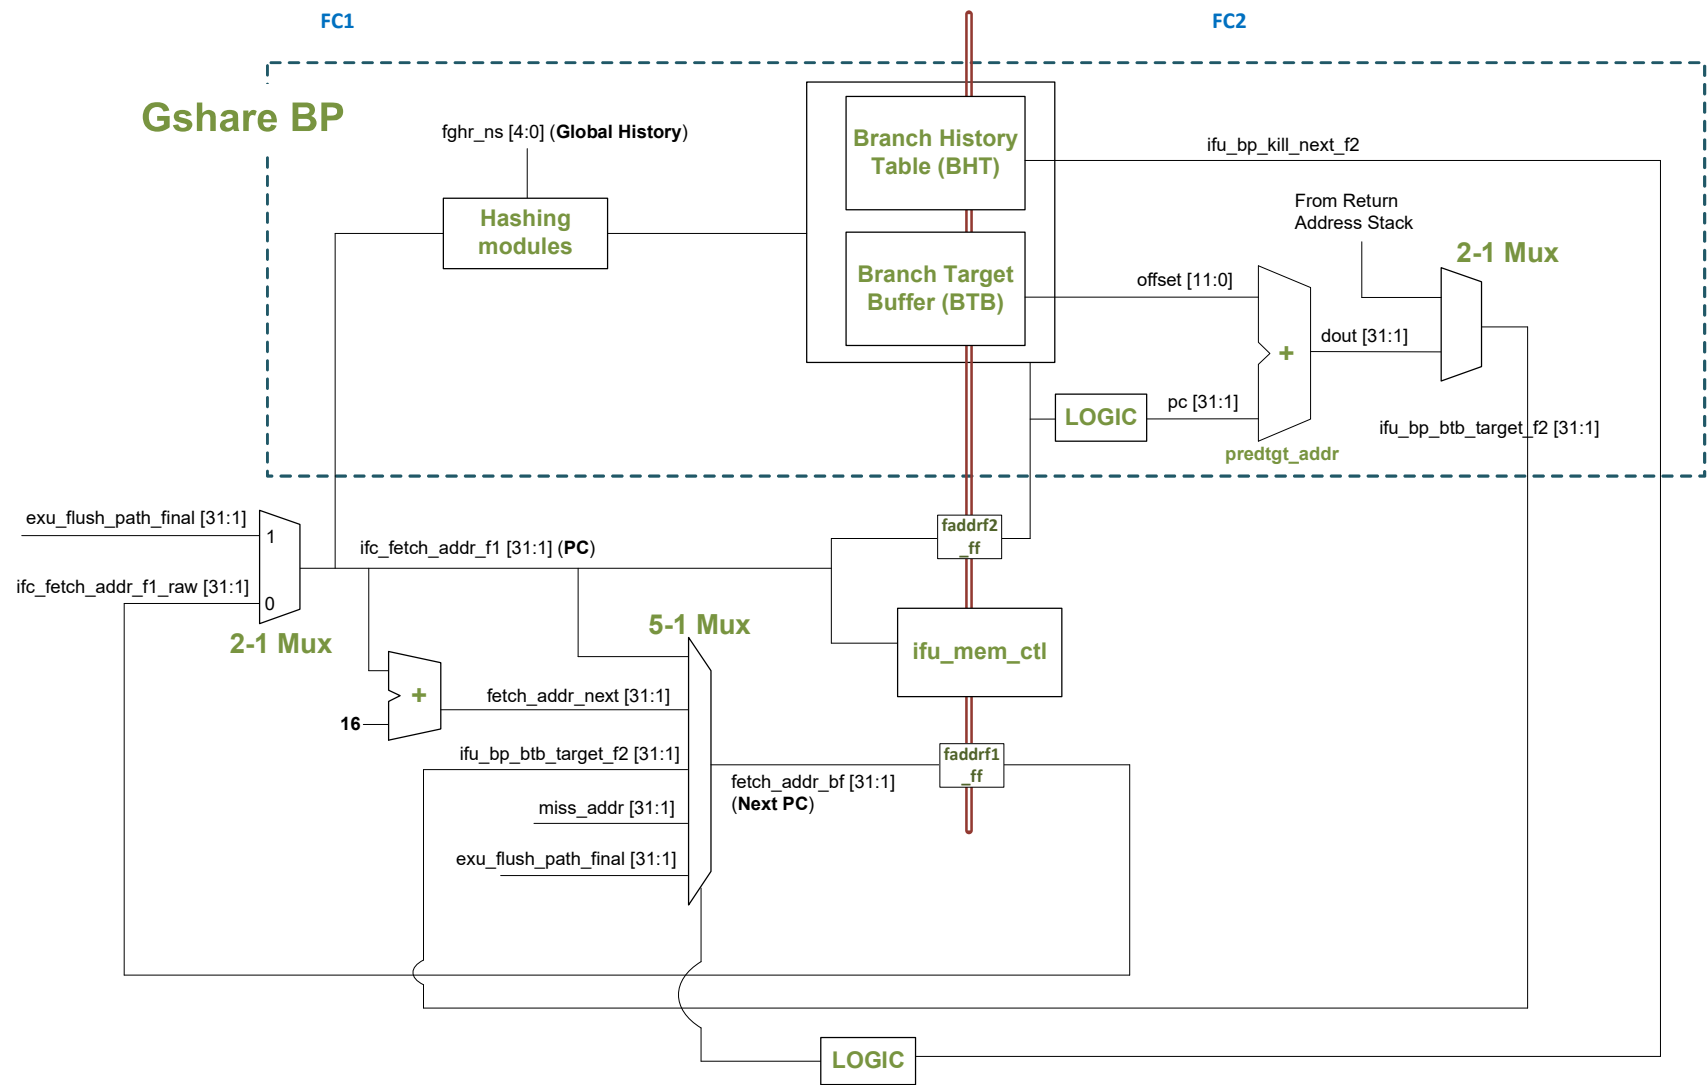 FC1
FC2
Gshare BP
fghr_ns [4:0] (Global History)
Hashing
modules
Branch History
Table (BHT)
Branch Target
Buffer (BTB)
ifu_bp_kill_next_f2
From Return
Address Stack
2-1 Mux
offset [11:0]
+
dout [31:1]
LOGIC
pc [31:1]
predtgt_addr
ifu_bp_btb_target_f2 [31:1]
exu_flush_path_final [31:1]
1
ifc_fetch_addr_f1_raw [31:1]
0
2-1 Mux
ifc_fetch_addr_f1 [31:1] (PC)
faddrf2
_ff
ifu_mem_ctl
5-1 Mux
+
16
fetch_addr_next [31:1]
ifu_bp_btb_target_f2 [31:1]
miss_addr [31:1]
exu_flush_path_final [31:1]
fetch_addr_bf [31:1]
(Next PC)
faddrf1
_ff
LOGIC